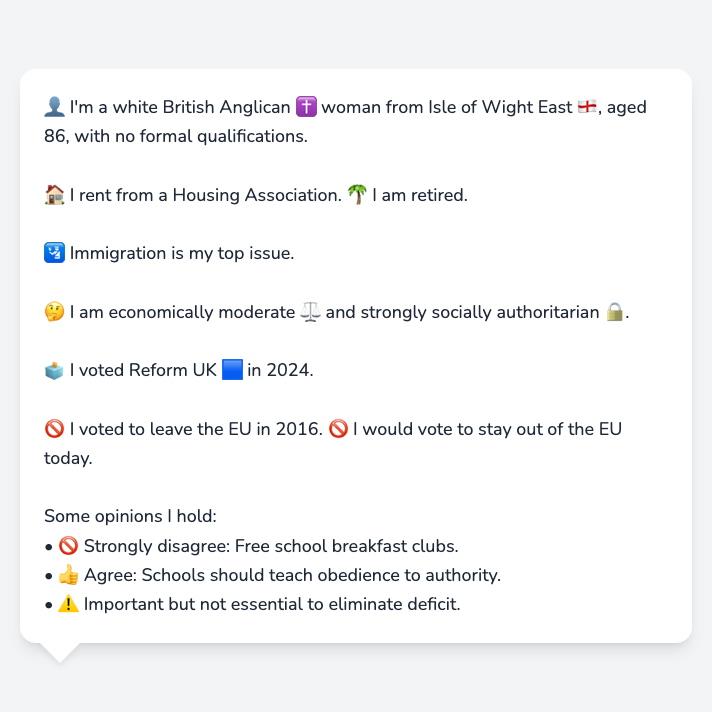 👤 I'm a white British Anglican ✝️ woman from Isle of Wight East 🏴󠁧󠁢󠁥󠁮󠁧󠁿, aged
86, with no formal qualifications.
🏠 I rent from a Housing Association. 🌴 I am retired.
🛂 Immigration is my top issue.
🤔 I am economically moderate ⚖️ and strongly socially authoritarian 🔒.
🗳️ I voted Reform UK 🟦 in 2024.
🚫 I voted to leave the EU in 2016. 🚫 I would vote to stay out of the EU
today.
Some opinions I hold:
• 🚫 Strongly disagree: Free school breakfast clubs.
• 👍 Agree: Schools should teach obedience to authority.
• ⚠️ Important but not essential to eliminate deficit.